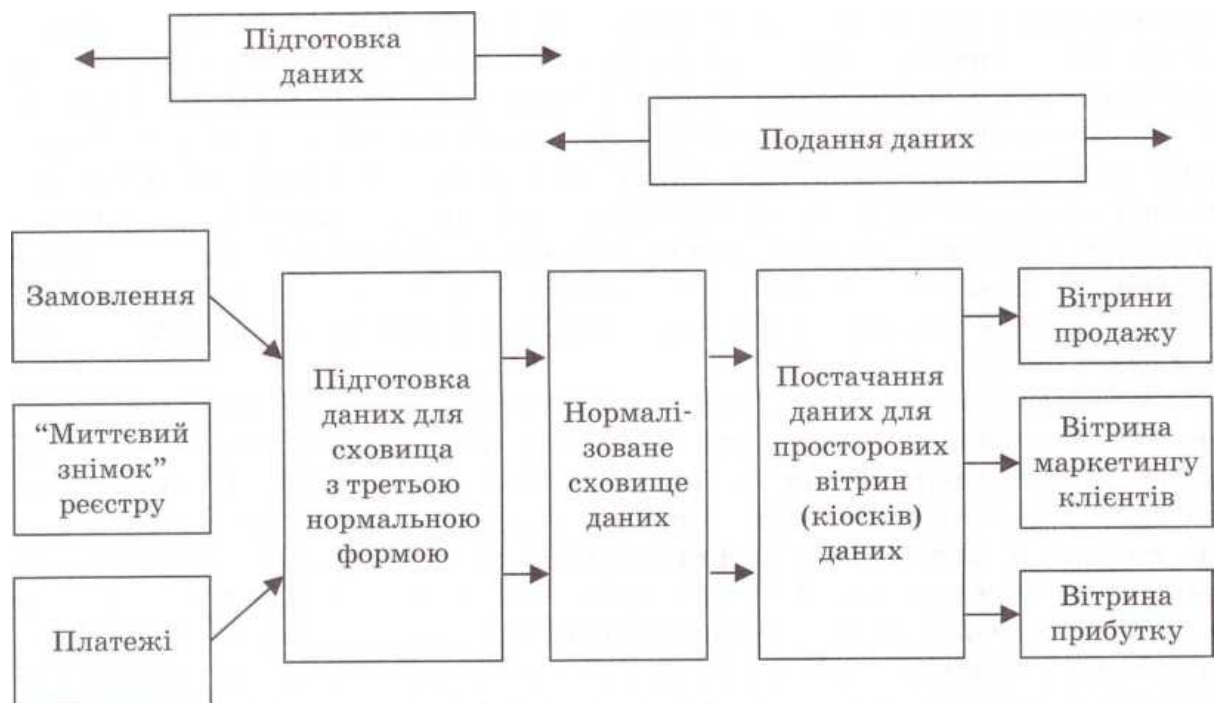 Підготовка
даних
Подання даних
Замовлення
“Миттєвий
знімок”
реєстру
Платежі
Підготовка
даних для
сховища
з третьою
нормальною
формою
Нормалі-
зоване
сховище
даних
Постачання
даних для
просторових
вітрин
(кіосків)
даних
Вітрини
продажу
Вітрина
маркетингу
клієнтів
Вітрина
прибутку